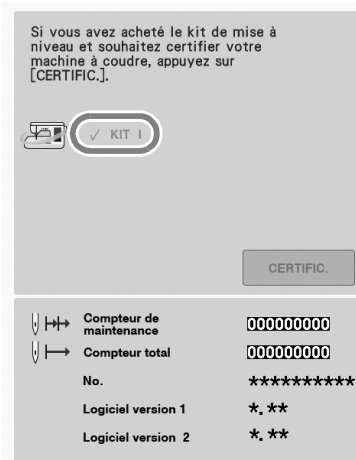 Si vous avez acheté le kit de mise à
niveau et souhaitez certifier votre
machine à coudre, appuyez sur
[CERTIFIC.].
✓ KIT I
CERTIFIC.
Compteur de
maintenance
000000000
Compteur total
000000000
No.
**********
Logiciel version 1
*.**
Logiciel version 2
*.**